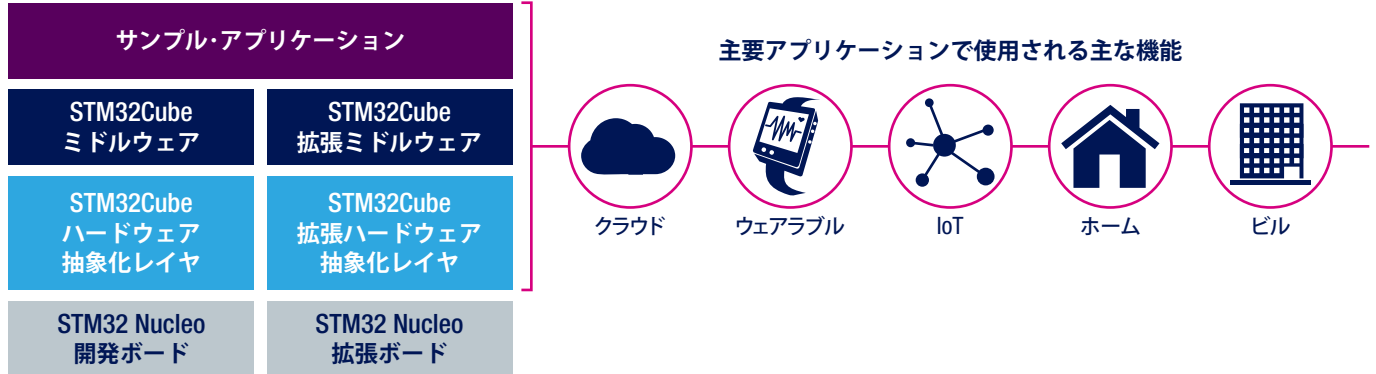 サンプル・アプリケーション
STM32Cube
ミドルウェア
STM32Cube
拡張ミドルウェア
STM32Cube
ハードウェア
抽象化レイヤ
STM32Cube
拡張ハードウェア
抽象化レイヤ
STM32 Nucleo
開発ボード
STM32 Nucleo
拡張ボード
主要アプリケーションで使用される主な機能
クラウド
ウェアラブル
IoT
ホーム
ビル